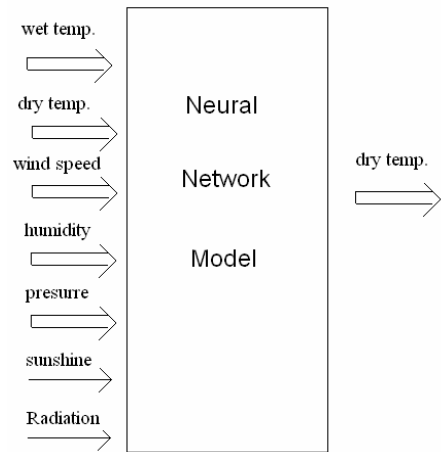 wet temp.
dry temp.
wind speed
humidity
presurre
sunshine
Radiation
Neural
Network
Model
dry temp.